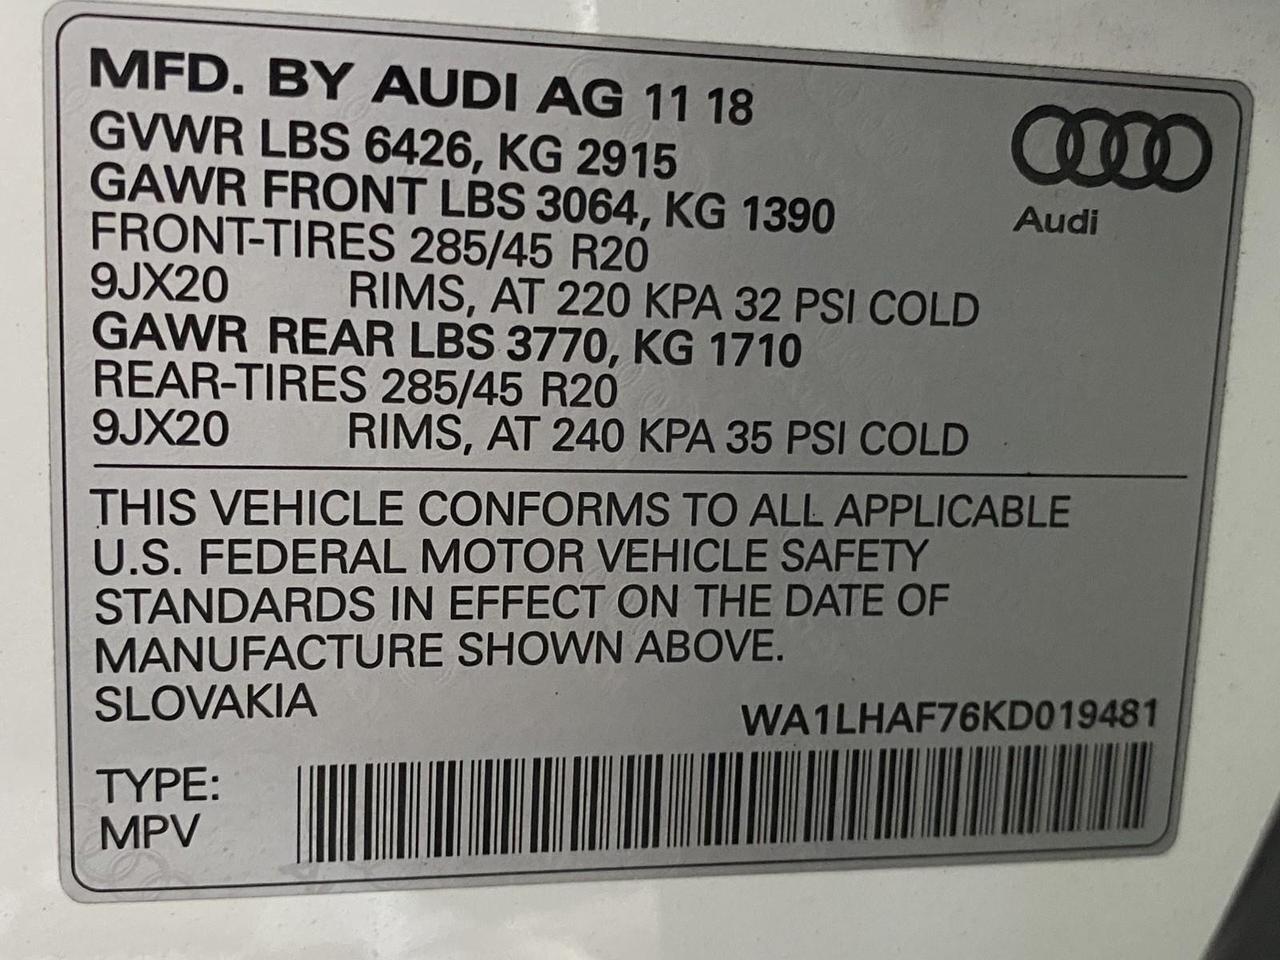 MFD. BY AUDI AG 11 18
GVWR LBS 6426, KG 2915
GAWR FRONT LBS 3064, KG 1390
FRONT-TIRES 285/45 R20
9JX20 RIMS, AT 220 KPA 32 PSI COLD
GAWR REAR LBS 3770, KG 1710
REAR-TIRES 285/45 R20
9JX20 RIMS, AT 240 KPA 35 PSI COLD
Audi
THIS VEHICLE CONFORMS TO ALL APPLICABLE
U.S. FEDERAL MOTOR VEHICLE SAFETY
STANDARDS IN EFFECT ON THE DATE OF
MANUFACTURE SHOWN ABOVE.
SLOVAKIA
WA1LHAF76KD019481
TYPE:
MPV